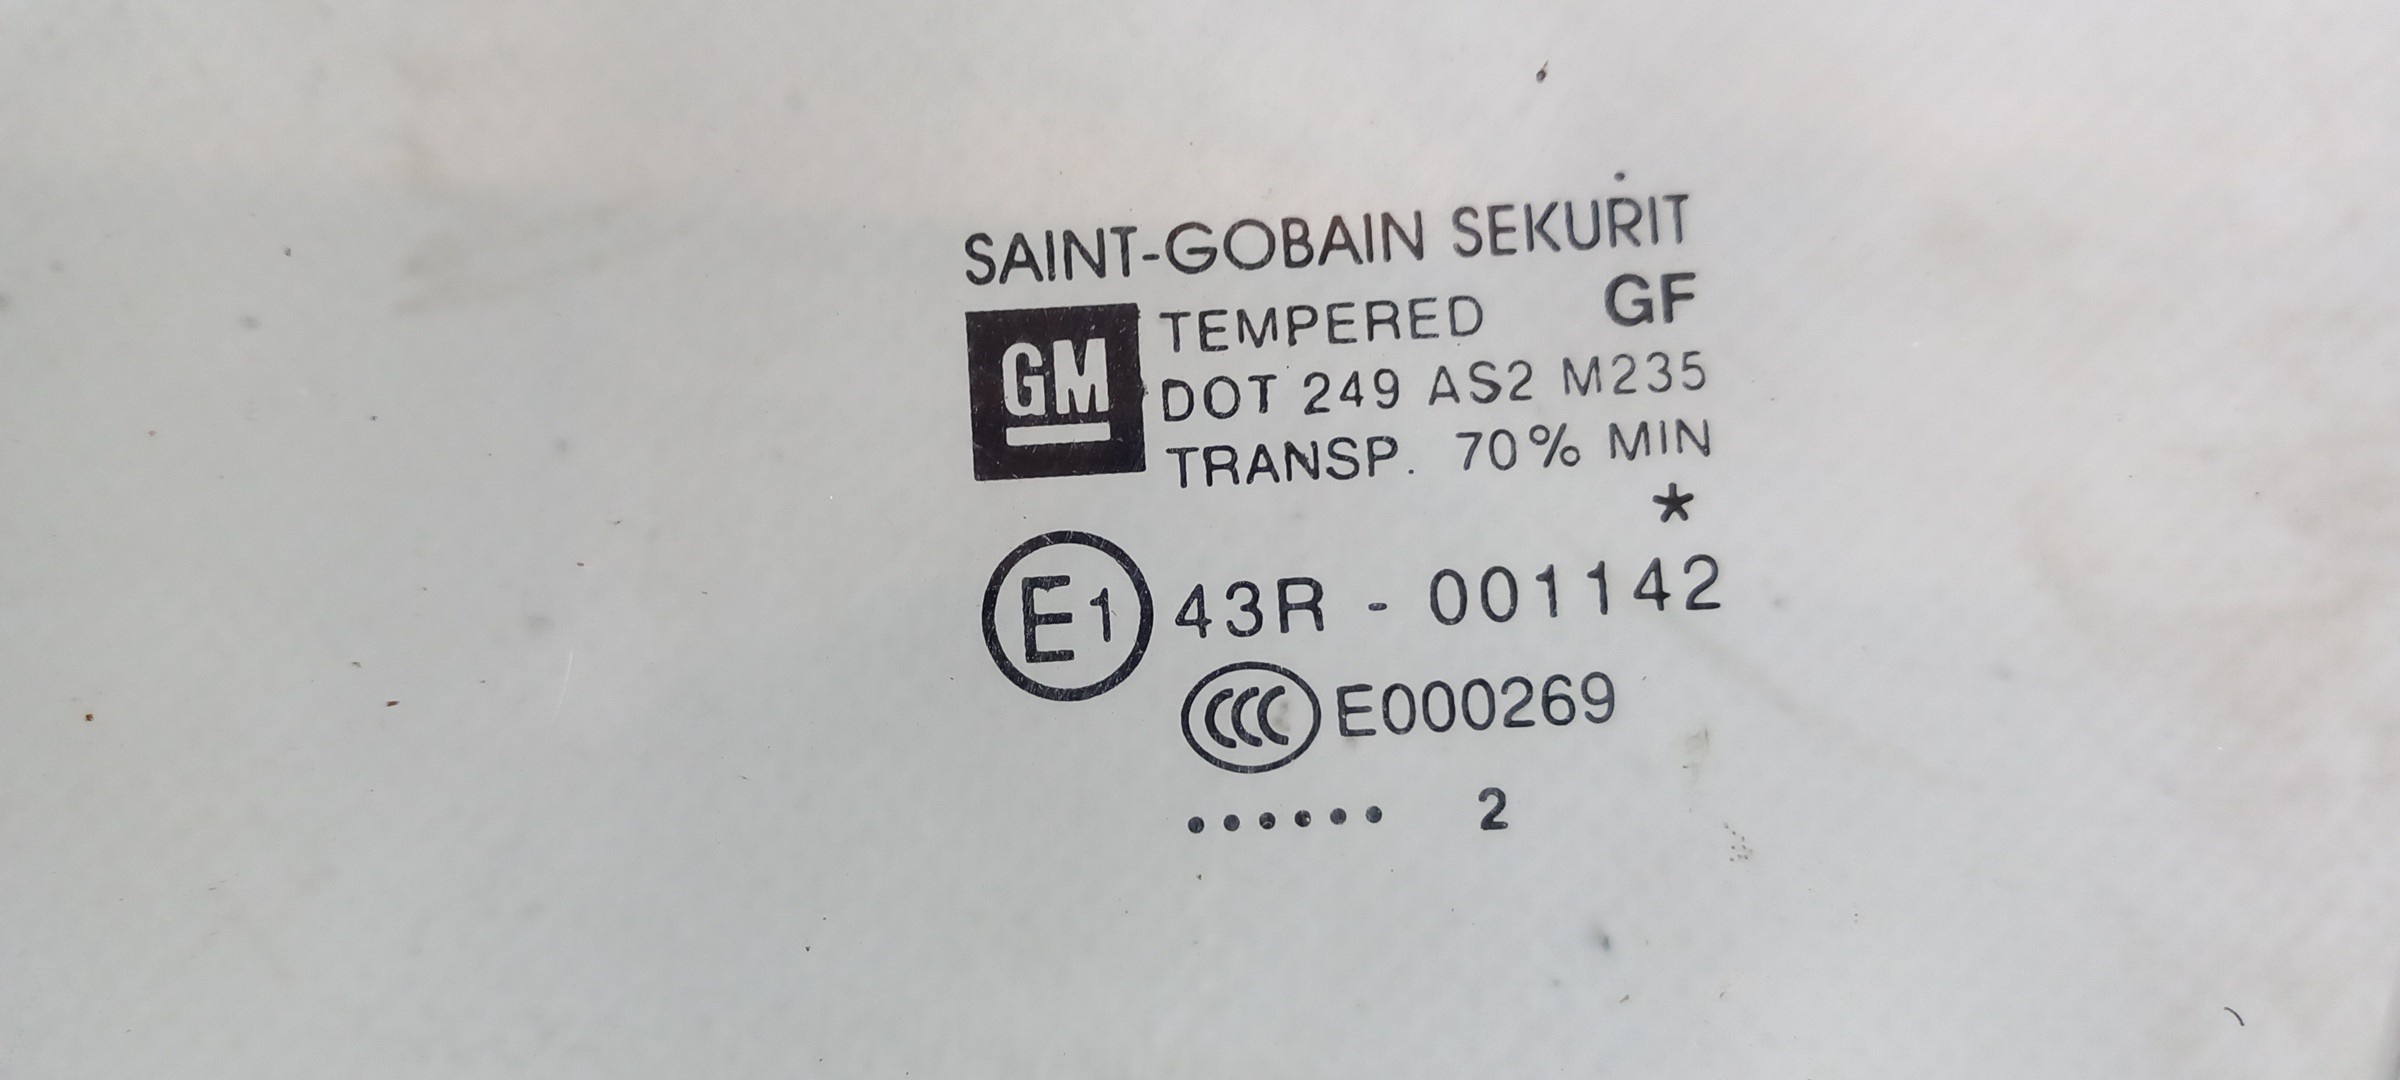 SAINT-GOBAIN SEKURIT
GM TEMPERED GF
DOT 249 AS2 M235
TRANSP. 70% MIN
*
E1 43R - 001142
CCC E000269
...... 2